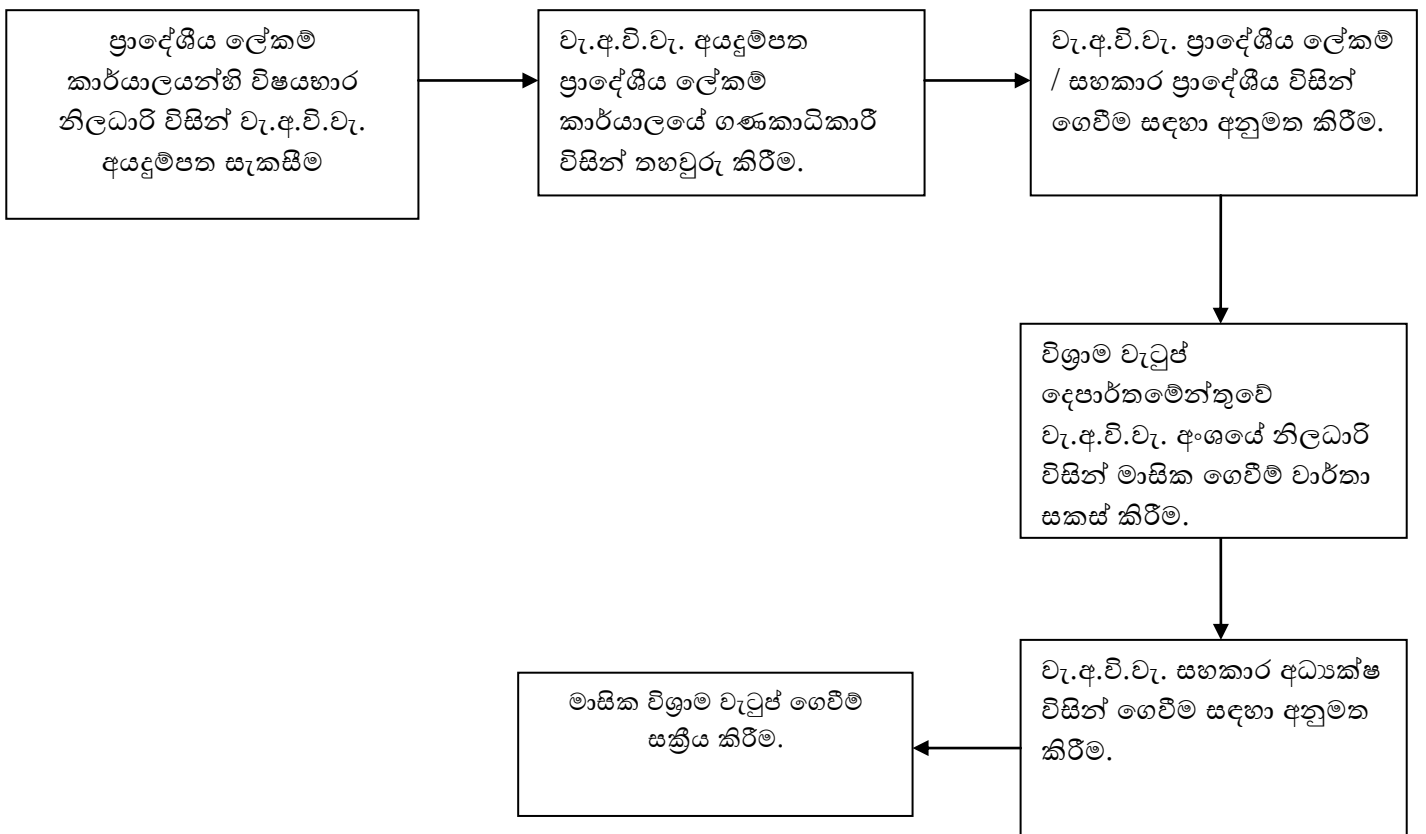 ප්‍රාදේශීය ලේකම්
කාර්යාලයන්හි විෂයභාර
නිලධාරි විසින් වැ.අ.වි.වැ.
අයදුම්පත සැකසීම
වැ.අ.වි.වැ. අයදුම්පත
ප්‍රාදේශීය ලේකම්
කාර්යාලයේ ගණකාධිකාරී
විසින් තහවුරු කිරීම.
වැ.අ.වි.වැ. ප්‍රාදේශීය ලේකම්
/ සහකාර ප්‍රාදේශීය විසින්
ගෙවීම සඳහා අනුමත කිරීම.
විශ්‍රාම වැටුප්
දෙපාර්තමේන්තුවේ
වැ.අ.වි.වැ. අංශයේ නිලධාරි
විසින් මාසික ගෙවීම් වාර්තා
සකස් කිරීම.
වැ.අ.වි.වැ. සහකාර අධ්‍යක්ෂ
විසින් ගෙවීම සඳහා අනුමත
කිරීම.
මාසික විශ්‍රාම වැටුප් ගෙවීම්
සක්‍රීය කිරීම.